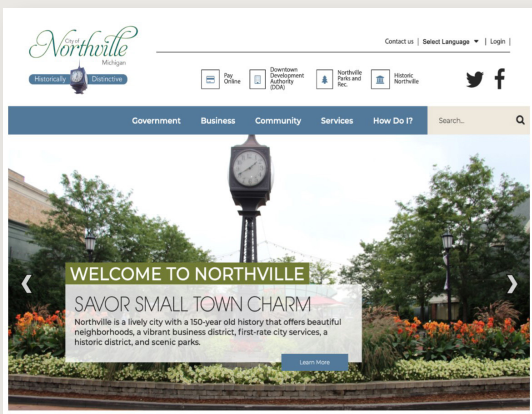 City of
Northville
Michigan
Historically Distinctive
Contact us | Select Language ▼ | Login |
Pay
Online
Downtown
Development
Authority
(DDA)
Northville
Parks and
Rec.
Historic
Northville
Government Business Community Services How Do I? Search..
WELCOME TO NORTHVILLE
SAVOR SMALL TOWN CHARM
Northville is a lively city with a 150-year old history that offers beautiful
neighborhoods, a vibrant business district, first-rate city services, a
historic district, and scenic parks.
Learn More